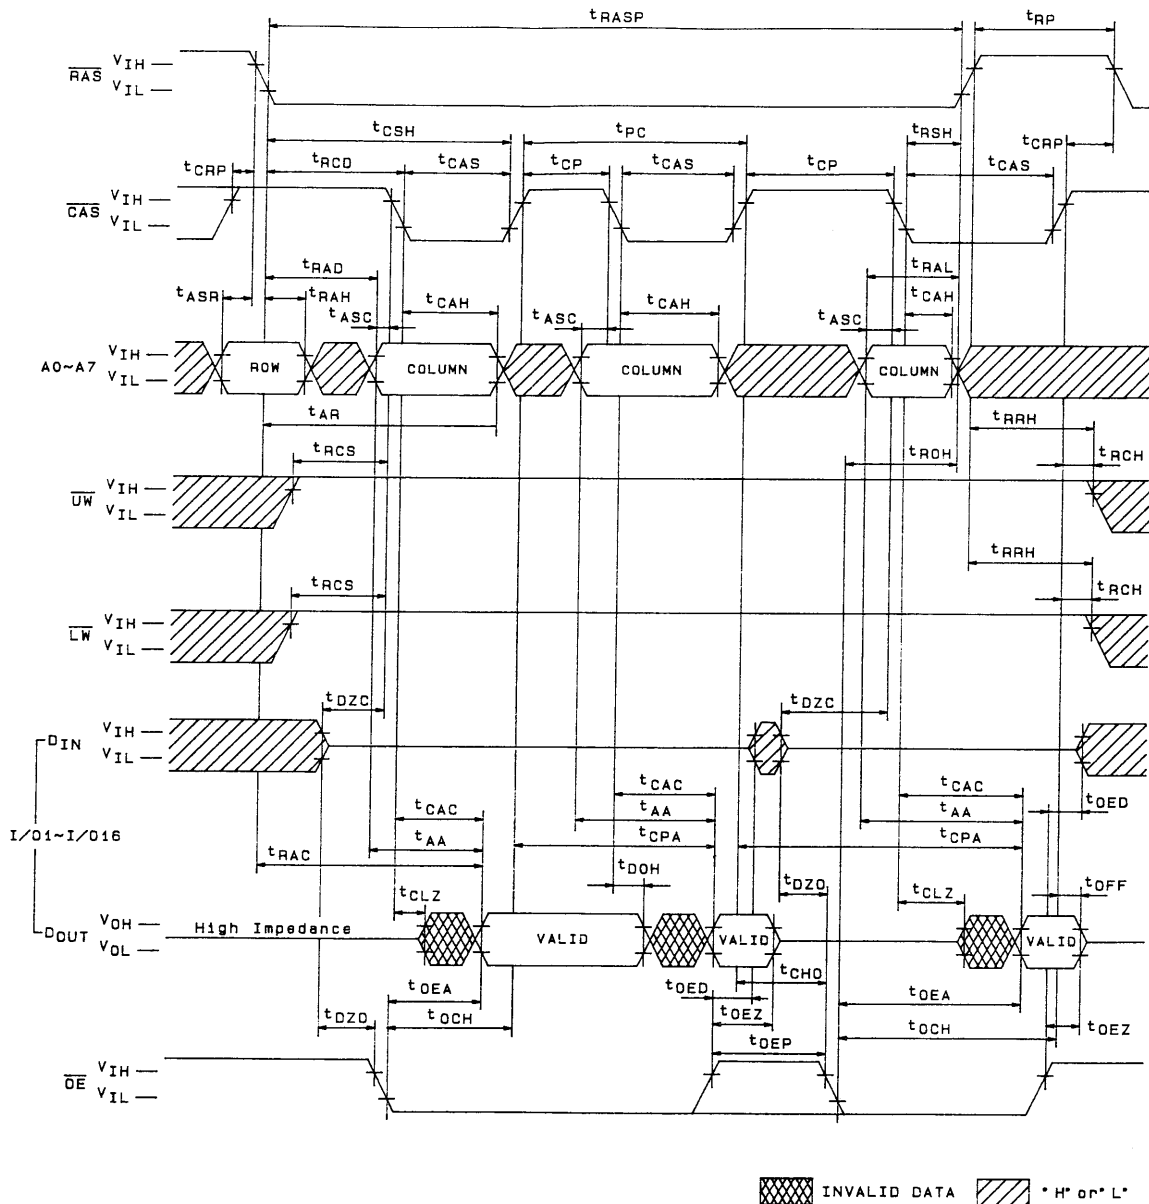 tRASP tRP
RAS VIH
VIL
tCSH tPC tRSH
tCRP tRCD tCAS tCP tCAS tCP tCRP tCAS
CAS VIH
VIL
tRAD tRAL
tASR tRAH tASC tCAH tASC tCAH tASC tCAH
A0~A7 VIH
VIL
ROW COLUMN COLUMN COLUMN
tAR tRRH
tRCS tROH tRCH
UW VIH
VIL
tRRH
tRCS tRCH
LW VIH
VIL
tDZC tDZC
DIN VIH
VIL
tCAC tCAC tCAC tOED
tAA tAA tAA
I/O1~I/O16
tRAC tCPA tCPA
tCLZ tDOH tDZO tCLZ tOFF
DOUT VOH
VOL
High Impedance VALID VALID VALID
tOEA tOED tCHO tOEA
tDZO tOCH tOEZ tOCH tOEZ
tOEP
OE VIH
VIL
INVALID DATA "H" or "L"